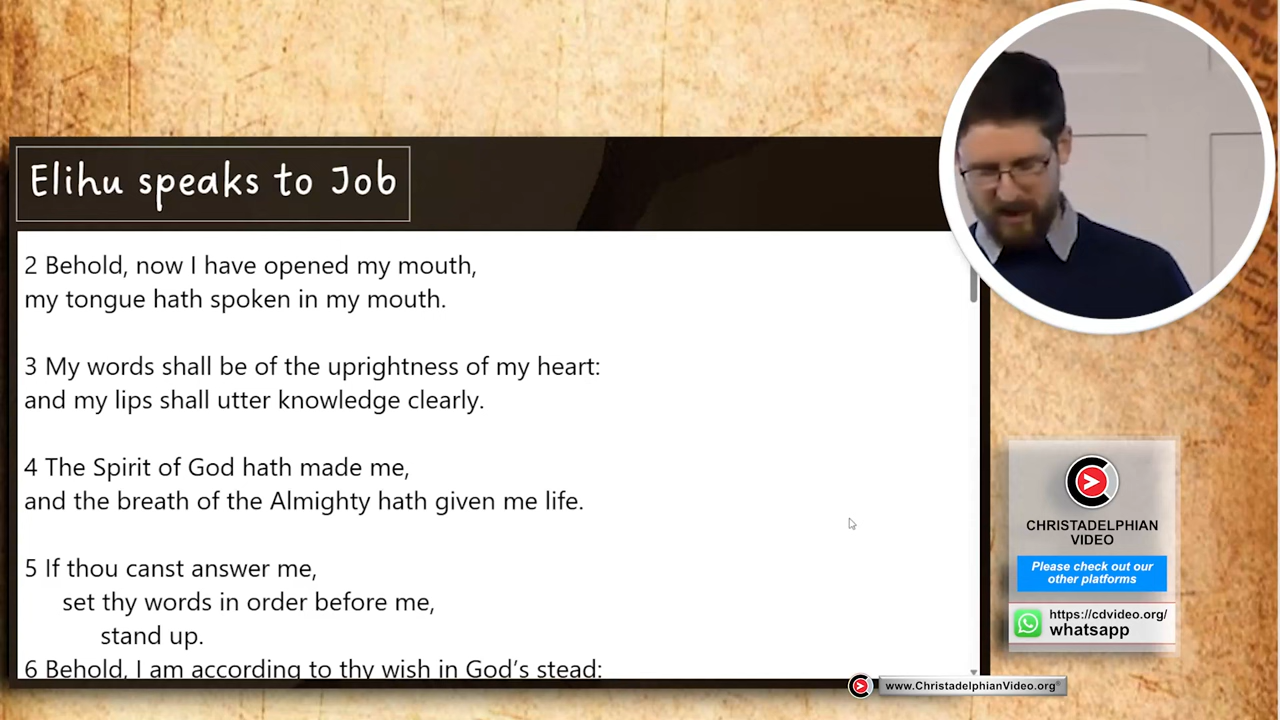 Elihu speaks to Job
2 Behold, now I have opened my mouth,
my tongue hath spoken in my mouth.
3 My words shall be of the uprightness of my heart:
and my lips shall utter knowledge clearly.
4 The Spirit of God hath made me,
and the breath of the Almighty hath given me life.
5 If thou canst answer me,
set thy words in order before me,
stand up.
6 Behold, I am according to thy wish in God’s stead:
CHRISTADELPHIAN
VIDEO
Please check out our
other platforms
https://cdvideo.org/
whatsapp
www.ChristadelphianVideo.org